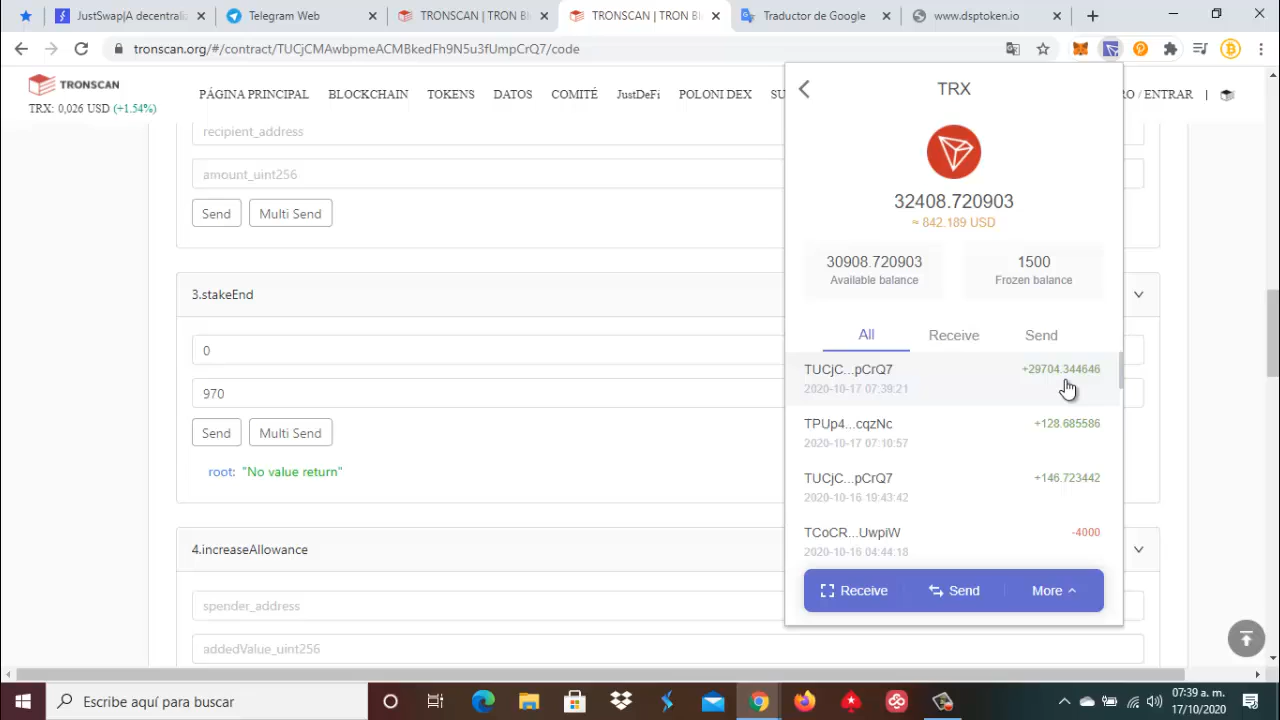 JustSwap|A decentraliz
Telegram Web
TRONSCAN | TRON Bl
TRONSCAN | TRON Bl
Traductor de Google
www.dsptoken.io
tronscan.org/#/contract/TUCjCMAwbpmeACMBkedFh9N5u3fUmpCrQ7/code
TRONSCAN
TRX: 0,026 USD (+1.54%)
PÁGINA PRINCIPAL BLOCKCHAIN TOKENS DATOS COMITÉ JustDeFi POLONI DEX SU
RO / ENTRAR |
recipient_address
amount_uint256
Send Multi Send
3.stakeEnd
0
970
Send Multi Send
root: "No value return"
4.increaseAllowance
spender_address
addedValue_uint256
TRX
32408.720903
≈ 842.189 USD
30908.720903
Available balance
1500
Frozen balance
All Receive Send
TUCjC...pCrQ7 +29704.344646
2020-10-17 07:39:21
TPUp4...cqzNc +128.685586
2020-10-17 07:10:57
TUCjC...pCrQ7 +146.723442
2020-10-16 19:43:42
TCoCR...UwpiW -4000
2020-10-16 04:44:18
Receive Send More
Escribe aquí para buscar
07:39 a. m.
17/10/2020